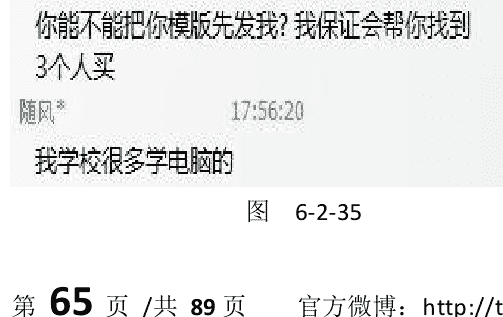 你能不能把你模版先发我? 我保证会帮你找到
3个人买
随风* 17:56:20
我学校很多学电脑的
图 6-2-35
第 65 页 /共 89 页 官方微博：http://t